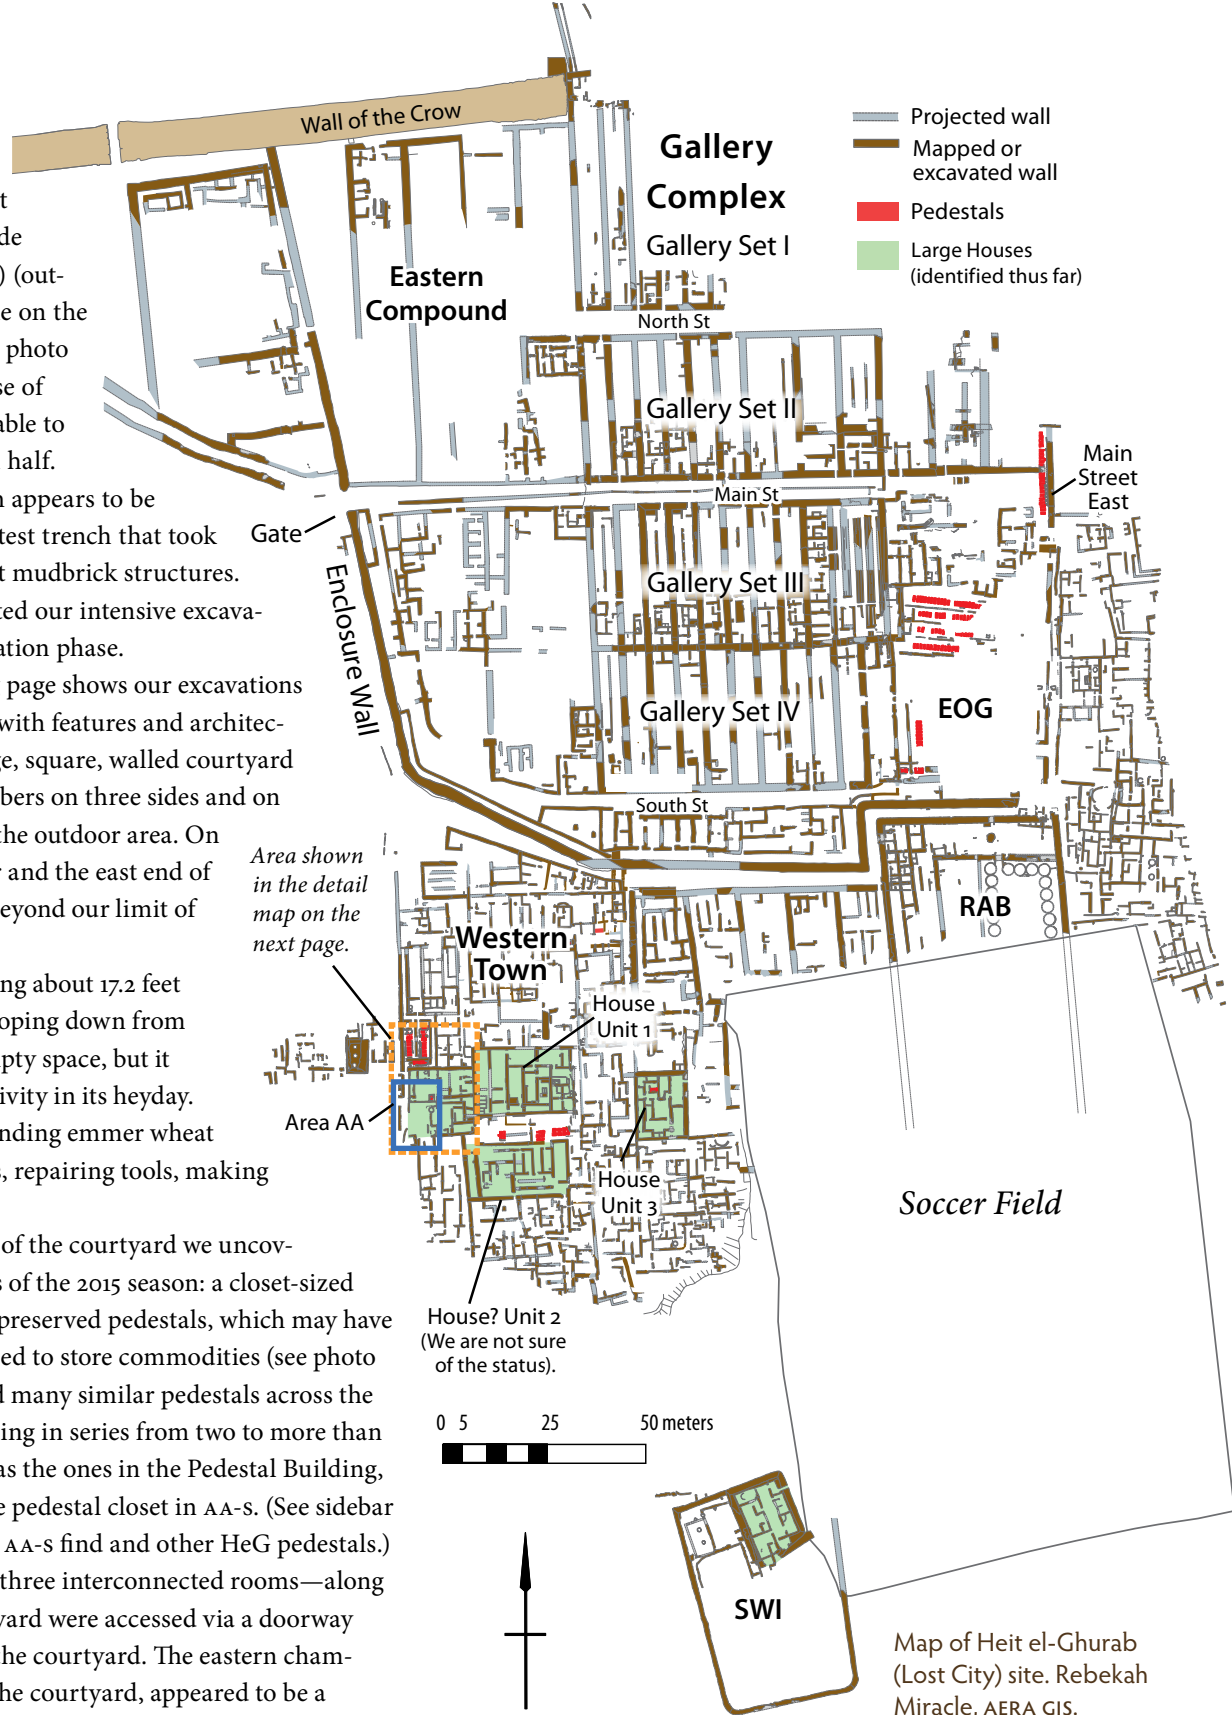 Wall of the Crow
Gallery
Complex
Gallery Set I
Projected wall
Mapped or
excavated wall
Pedestals
Large Houses
(identified thus far)
Eastern
Compound
North St
Gallery Set II
Main
Street
East
Main St
Gate
Enclosure Wall
Gallery Set III
Gallery Set IV
EOG
South St
Area shown
in the detail
map on the
next page.
RAB
Western
Town
House
Unit 1
Area AA
House
Unit 3
Soccer Field
House? Unit 2
(We are not sure
of the status).
0 5 25 50 meters
SWI
Map of Heit el-Ghurab
(Lost City) site. Rebekah
Miracle, AERA GIS.
t
de
) (out-
e on the
photo
se of
able to
half.
n appears to be
test trench that took
t mudbrick structures.
ted our intensive excava-
ation phase.
page shows our excavations
with features and architec-
ge, square, walled courtyard
bers on three sides and on
the outdoor area. On
r and the east end of
eyond our limit of
ng about 17.2 feet
oping down from
pty space, but it
ivity in its heyday.
nding emmer wheat
s, repairing tools, making
of the courtyard we uncov-
s of the 2015 season: a closet-sized
preserved pedestals, which may have
ed to store commodities (see photo
d many similar pedestals across the
ing in series from two to more than
as the ones in the Pedestal Building,
e pedestal closet in AA-S. (See sidebar
AA-S find and other HeG pedestals.)
three interconnected rooms—along
yard were accessed via a doorway
the courtyard. The eastern cham-
he courtyard, appeared to be a